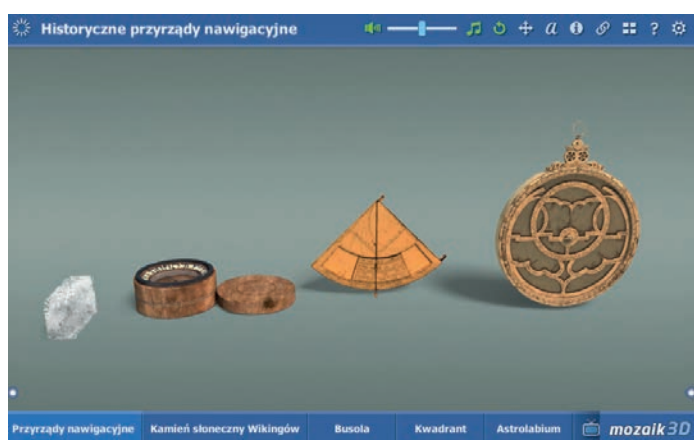 Historyczne przyrządy nawigacyjne
Przyrządy nawigacyjne Kamień słoneczny Wikingów Busola Kwadrant Astrolabium mozaik3D